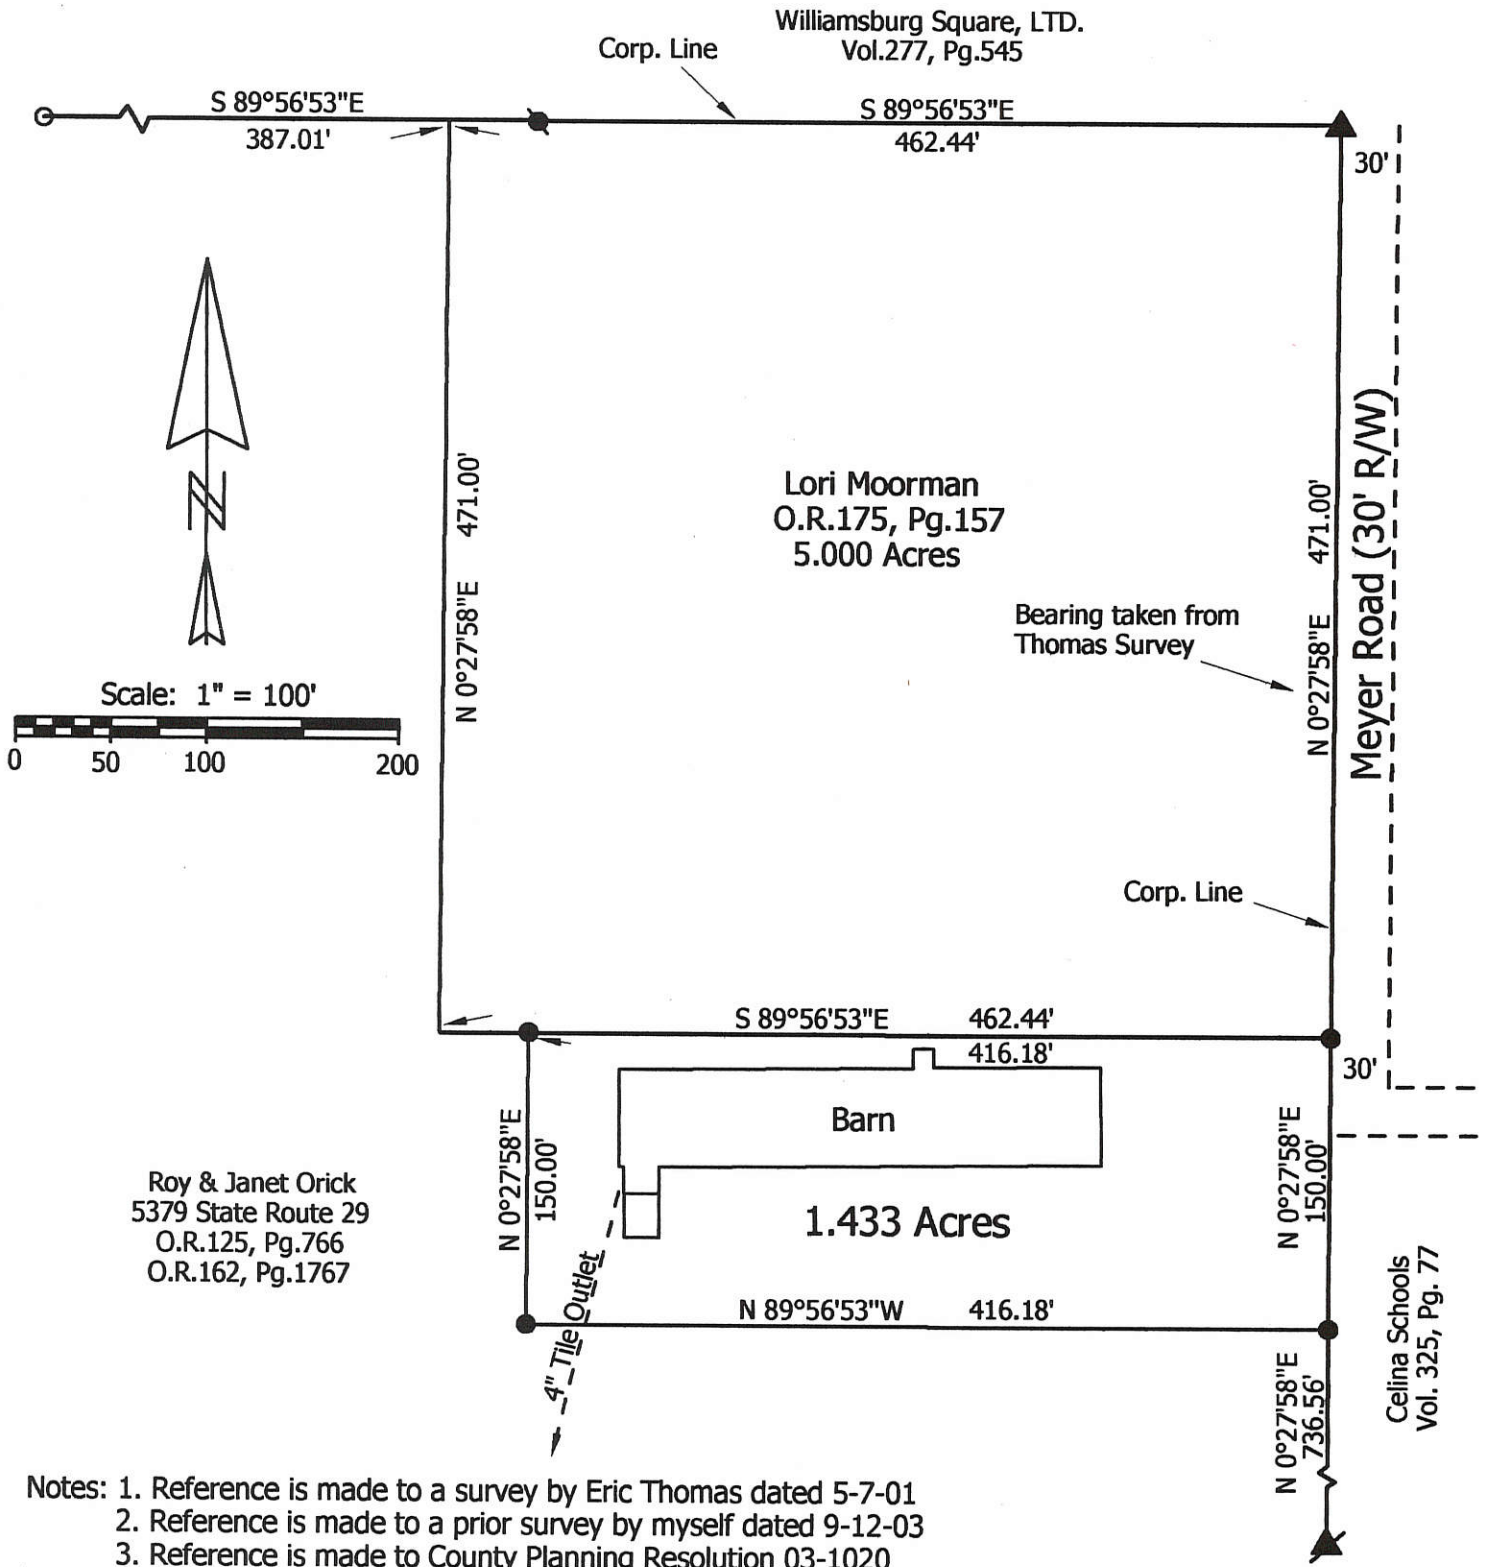 Williamsburg Square, LTD.
Vol.277, Pg.545
Corp. Line
S 89°56'53"E
387.01'
S 89°56'53"E
462.44'
30'
N
Scale: 1" = 100'
0 50 100 200
N 0°27'58"E 471.00'
Lori Moorman
O.R.175, Pg.157
5.000 Acres
Bearing taken from
Thomas Survey
N 0°27'58"E 471.00'
Meyer Road (30' R/W)
Corp. Line
S 89°56'53"E 462.44'
416.18'
30'
Barn
N 0°27'58"E
150.00'
N 0°27'58"E
150.00'
Roy & Janet Orick
5379 State Route 29
O.R.125, Pg.766
O.R.162, Pg.1767
1.433 Acres
4" Tile Outlet
N 89°56'53"W 416.18'
Celina Schools
Vol. 325, Pg. 77
N 0°27'58"E
736.56'
Notes: 1. Reference is made to a survey by Eric Thomas dated 5-7-01
2. Reference is made to a prior survey by myself dated 9-12-03
3. Reference is made to County Planning Resolution 03-1020